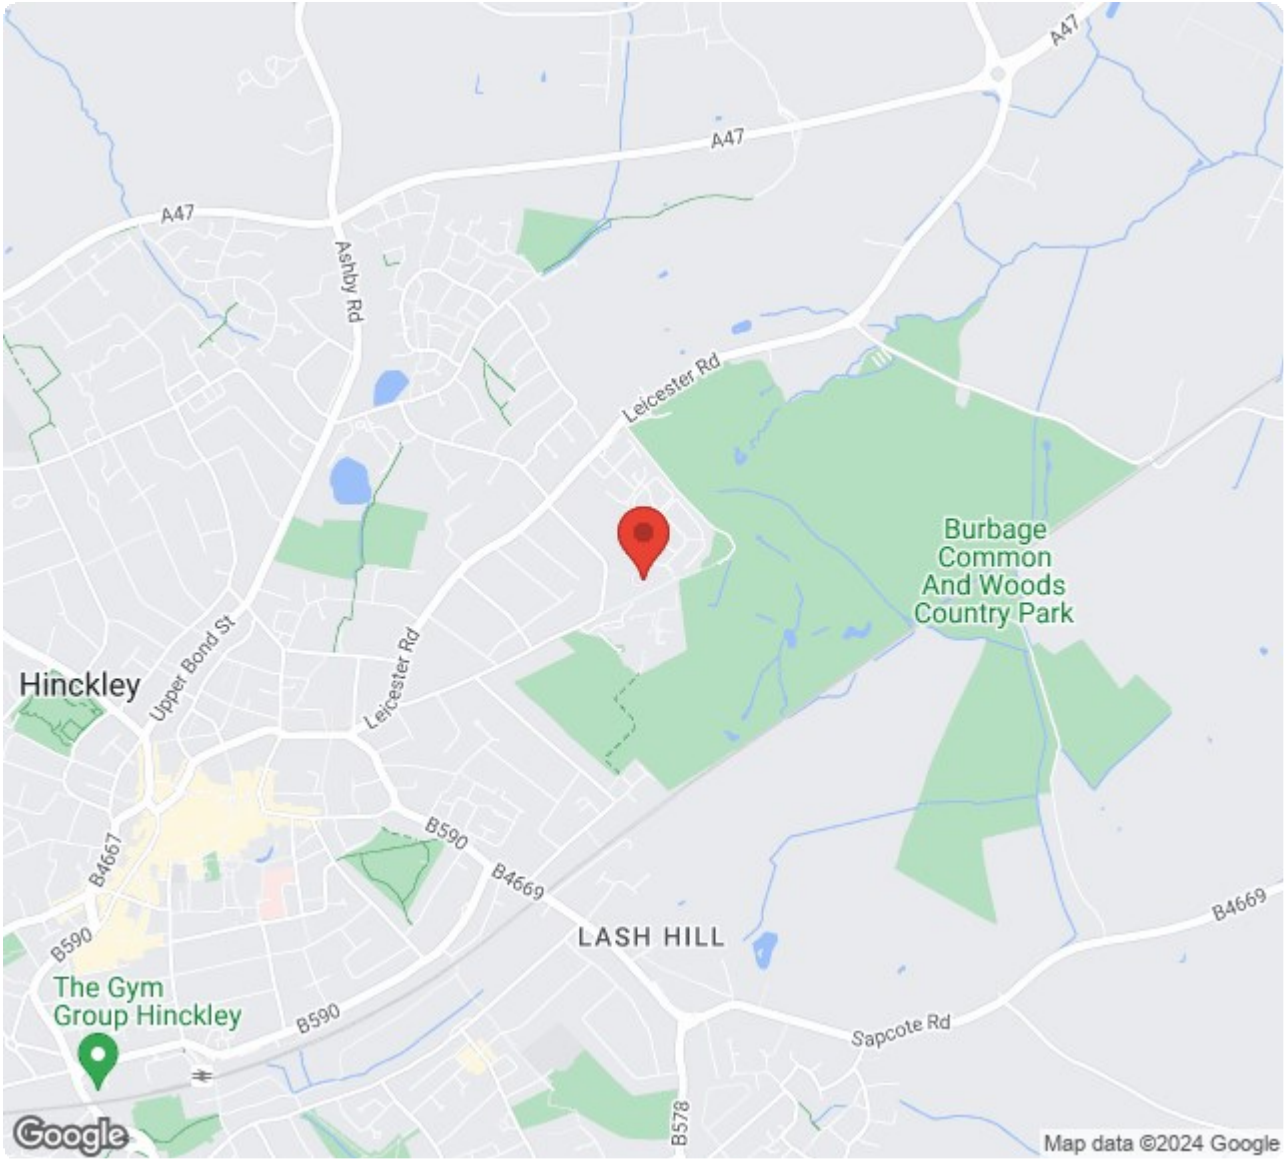 A47
A47
A47
Ashby Rd
Leicester Rd
Burbage
Common
And Woods
Country Park
Upper Bond St
Leicester Rd
Hinckley
B590
B4667
B4669
B4669
LASH HILL
B590
The Gym
Group Hinckley
B590
Sapcote Rd
B578
Google
Map data ©2024 Google